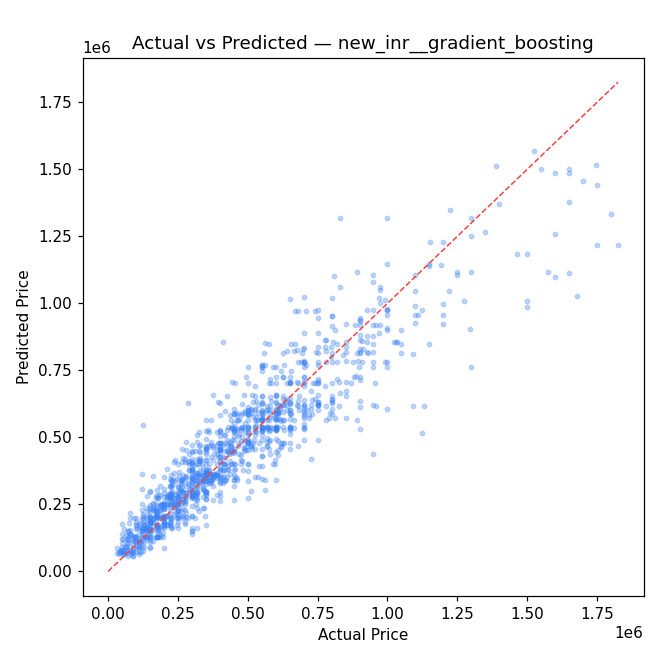 Actual vs Predicted — new_inr__gradient_boosting
1e6
1.75
1.50
1.25
1.00
0.75
0.50
0.25
0.00
Predicted Price
0.00 0.25 0.50 0.75 1.00 1.25 1.50 1.75
1e6
Actual Price